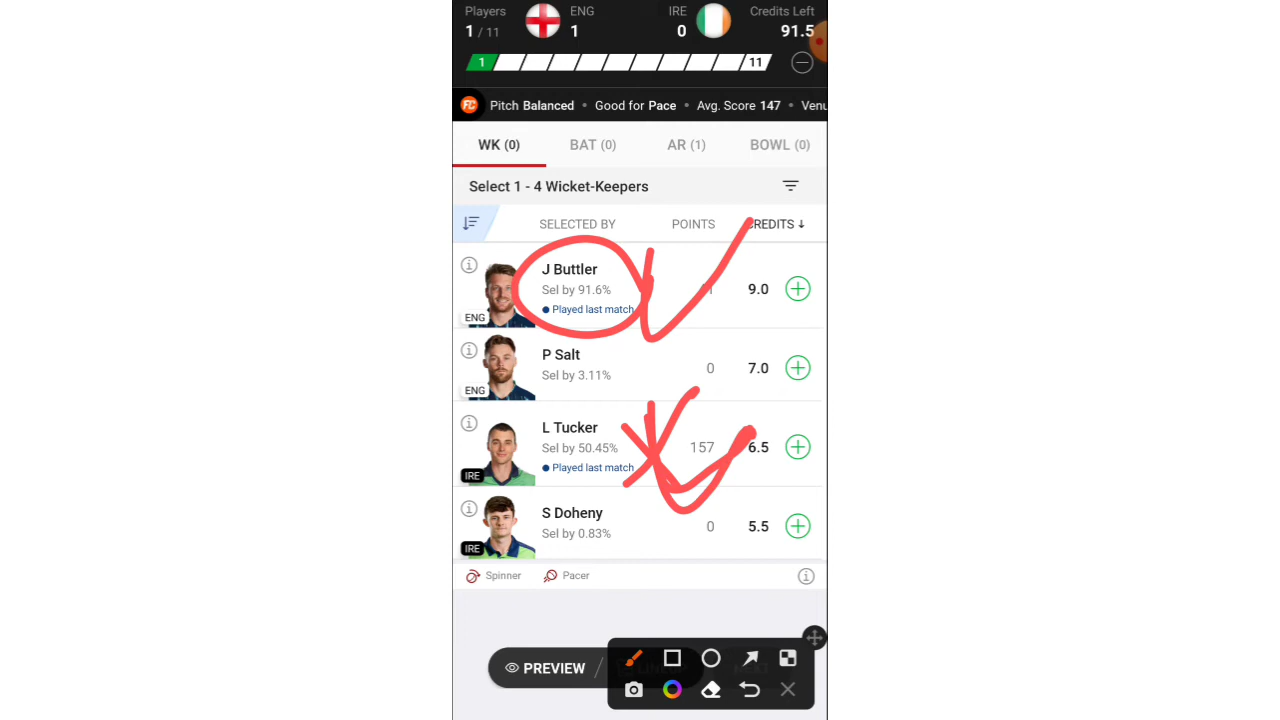 Players ENG IRE Credits Left
1 / 11 1 0 91.5
1 11
FC Pitch Balanced • Good for Pace • Avg. Score 147 • Venu
WK (0) BAT (0) AR (1) BOWL (0)
Select 1 - 4 Wicket-Keepers
SELECTED BY POINTS CREDITS ↓
J Buttler
Sel by 91.6% 9.0
Played last match
ENG
P Salt
Sel by 3.11% 0 7.0
ENG
L Tucker
Sel by 50.45% 157 6.5
Played last match
IRE
S Doheny
Sel by 0.83% 0 5.5
IRE
Spinner Pacer
PREVIEW